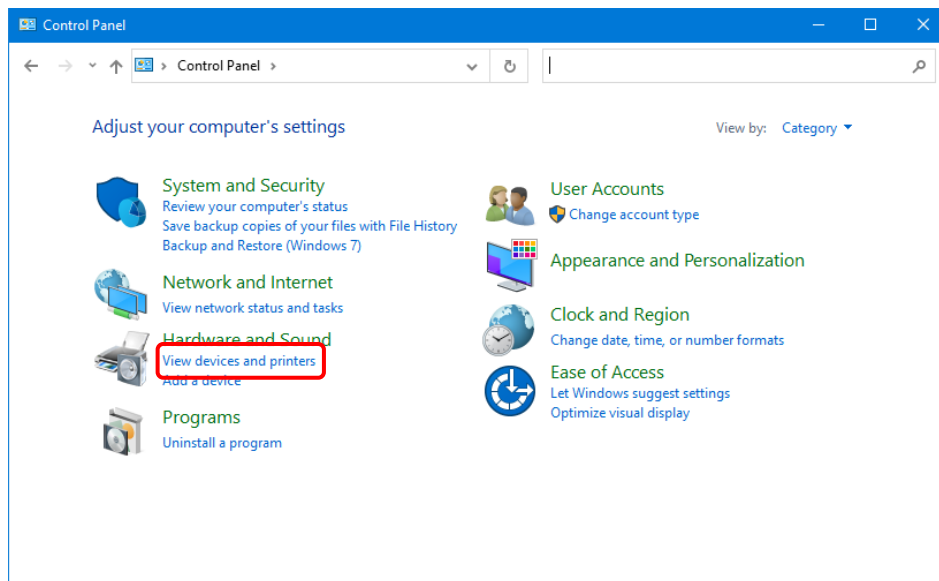 Control Panel
Control Panel
Adjust your computer's settings
View by: Category
System and Security
Review your computer's status
Save backup copies of your files with File History
Backup and Restore (Windows 7)
Network and Internet
View network status and tasks
Hardware and Sound
View devices and printers
Add a device
Programs
Uninstall a program
User Accounts
Change account type
Appearance and Personalization
Clock and Region
Change date, time, or number formats
Ease of Access
Let Windows suggest settings
Optimize visual display